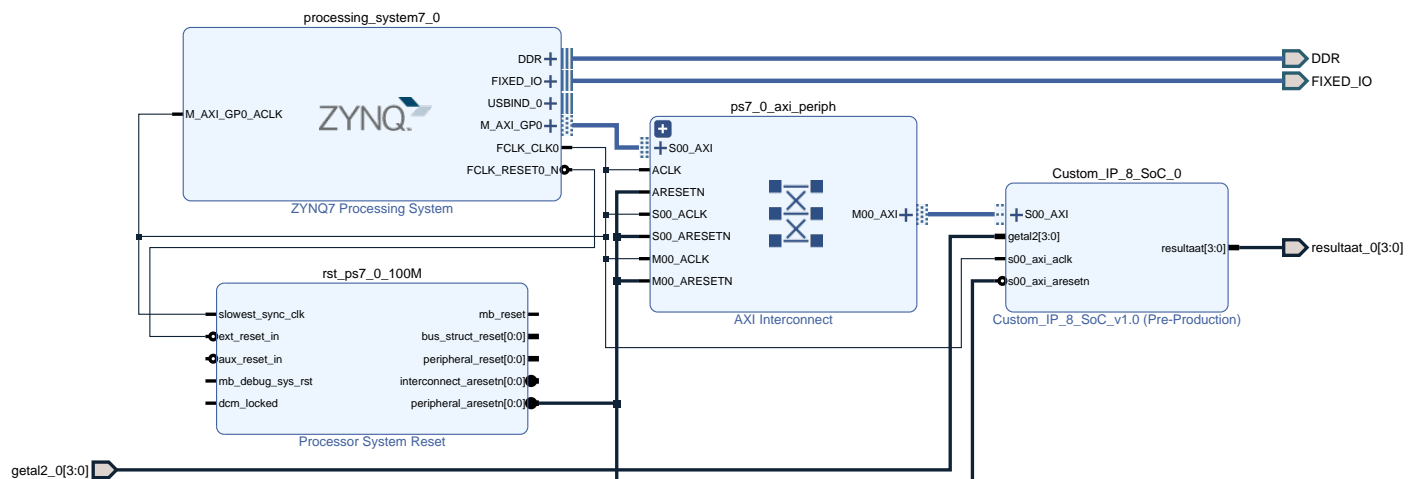 processing_system7_0
DDR
FIXED_IO
USBIND_0
M_AXI_GP0_ACLK
ZYNQ
M_AXI_GP0
FCLK_CLK0
FCLK_RESET0_N
ZYNQ7 Processing System
DDR
FIXED_IO
ps7_0_axi_periph
S00_AXI
ACLK
ARESETN
S00_ACLK
M00_AXI
S00_ARESETN
M00_ACLK
M00_ARESETN
AXI Interconnect
Custom_IP_8_SoC_0
S00_AXI
getal2[3:0]
resultaat[3:0]
s00_axi_aclk
s00_axi_aresetn
Custom_IP_8_SoC_v1.0 (Pre-Production)
resultaat_0[3:0]
rst_ps7_0_100M
slowest_sync_clk
mb_reset
ext_reset_in
bus_struct_reset[0:0]
aux_reset_in
peripheral_reset[0:0]
mb_debug_sys_rst
interconnect_aresetn[0:0]
dcm_locked
peripheral_aresetn[0:0]
Processor System Reset
getal2_0[3:0]